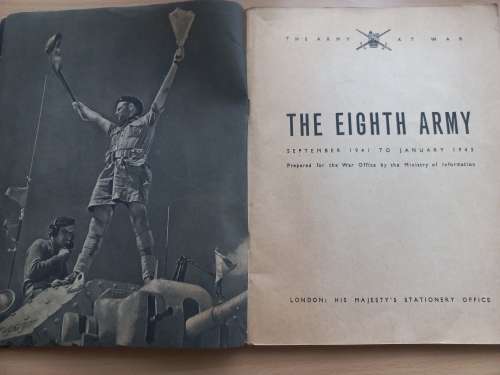 THE ARMY AT WAR
THE EIGHTH ARMY
SEPTEMBER 1941 TO JANUARY 1943
Prepared for the War Office by the Ministry of Information
LONDON: HIS MAJESTY'S STATIONERY OFFICE